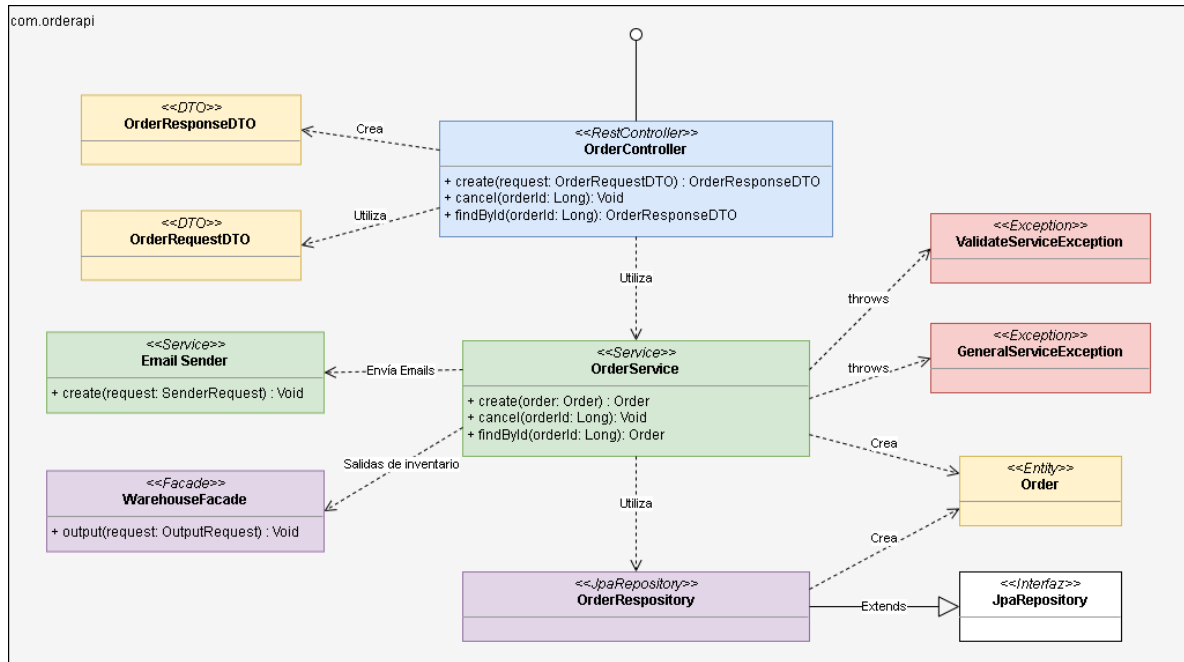 com.orderapi
<<DTO>>
OrderResponseDTO
Crea
<<RestController>>
OrderController
+ create(request: OrderRequestDTO) : OrderResponseDTO
+ cancel(orderId: Long): Void
+ findById(orderId: Long): OrderResponseDTO
<<DTO>>
OrderRequestDTO
Utiliza
<<Exception>>
ValidateServiceException
Utiliza
throws
<<Service>>
Email Sender
+ create(request: SenderRequest) : Void
Envía Emails
<<Service>>
OrderService
+ create(order: Order) : Order
+ cancel(orderId: Long): Void
+ findById(orderId: Long): Order
<<Exception>>
GeneralServiceException
throws
Crea
Salidas de inventario
<<Facade>>
WarehouseFacade
+ output(request: OutputRequest) : Void
<<Entity>>
Order
Utiliza
Crea
<<JpaRepository>>
OrderRespository
Extends
<<Interfaz>>
JpaRepository